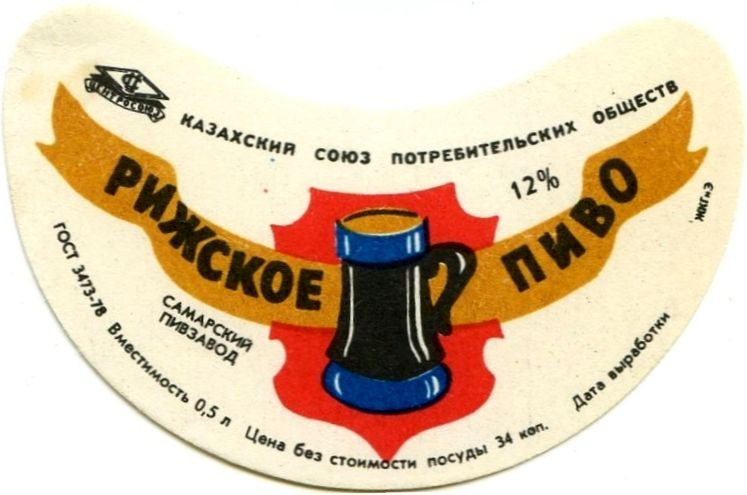 ЦЕНТРОСОЮЗ
КАЗАХСКИЙ СОЮЗ ПОТРЕБИТЕЛЬСКИХ ОБЩЕСТВ
12%
РИЖСКОЕ ПИВО
САМАРСКИЙ
ПИВЗАВОД
ГОСТ 3473-78 Вместимость 0,5 л Цена без стоимости посуды 34 коп. Дата выработки